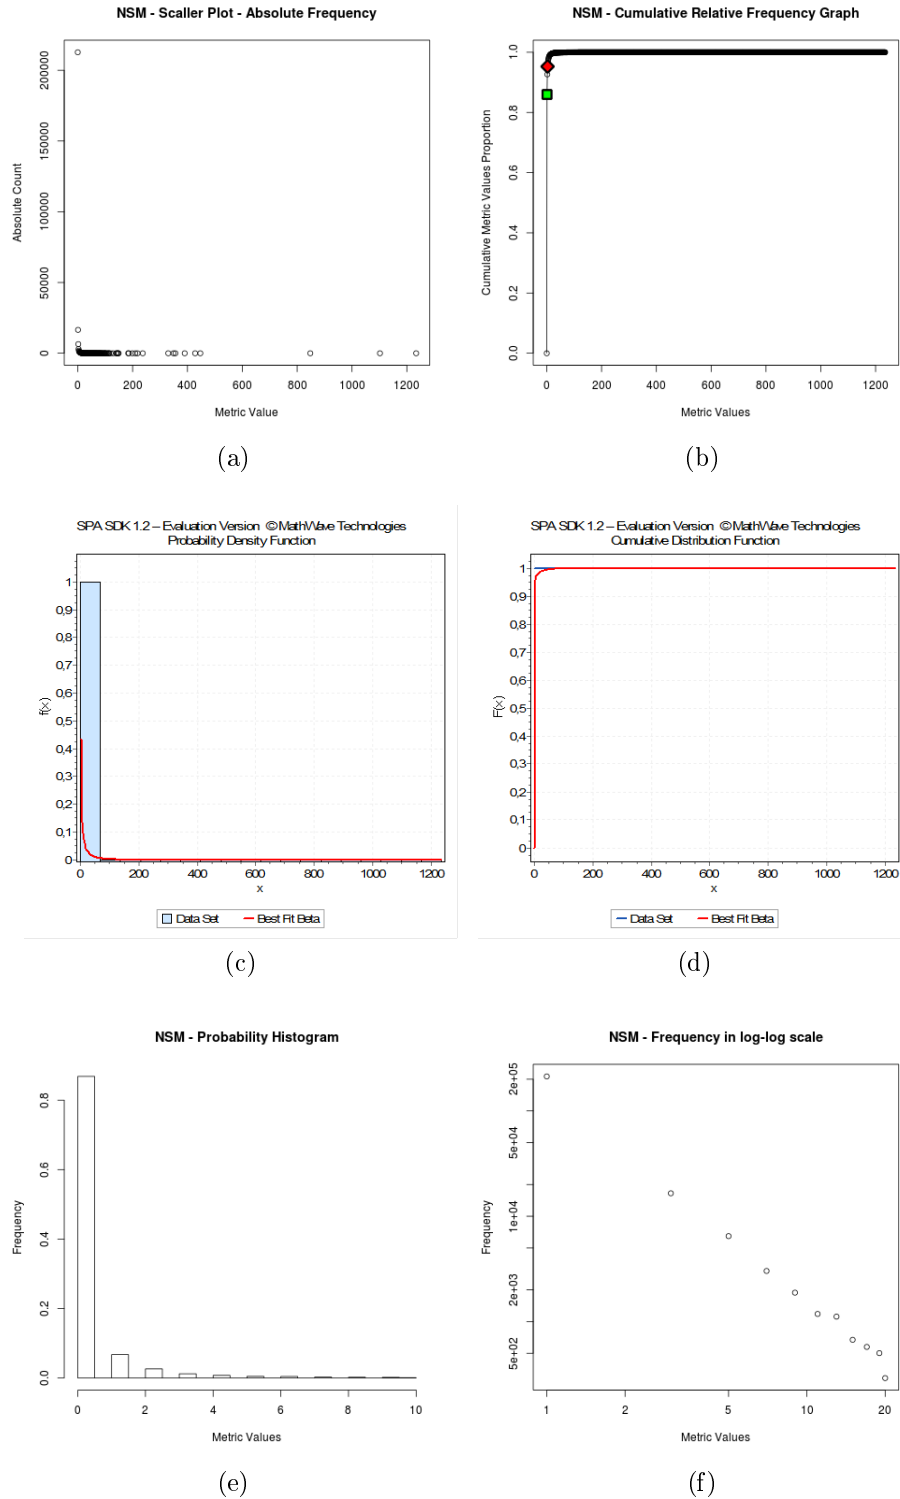 NSM - Scaller Plot - Absolute Frequency
Absolute Count
200000
150000
100000
50000
0
0 200 400 600 800 1000 1200
Metric Value
(a)
NSM - Cumulative Relative Frequency Graph
Cumulative Metric Values Proportion
1.0
0.8
0.6
0.4
0.2
0.0
0 200 400 600 800 1000 1200
Metric Values
(b)
SPA SDK 1.2 – Evaluation Version © MathWave Technologies
Probability Density Function
f(x)
1
0,9
0,8
0,7
0,6
0,5
0,4
0,3
0,2
0,1
0
0 200 400 600 800 1000 1200
x
Data Set Best Fit Beta
(c)
SPA SDK 1.2 – Evaluation Version © MathWave Technologies
Cumulative Distribution Function
F(x)
1
0,9
0,8
0,7
0,6
0,5
0,4
0,3
0,2
0,1
0
0 200 400 600 800 1000 1200
x
Data Set Best Fit Beta
(d)
NSM - Probability Histogram
Frequency
0.8
0.6
0.4
0.2
0.0
0 2 4 6 8 10
Metric Values
(e)
NSM - Frequency in log-log scale
Frequency
2e+05
5e+04
1e+04
2e+03
5e+02
1 2 5 10 20
Metric Values
(f)